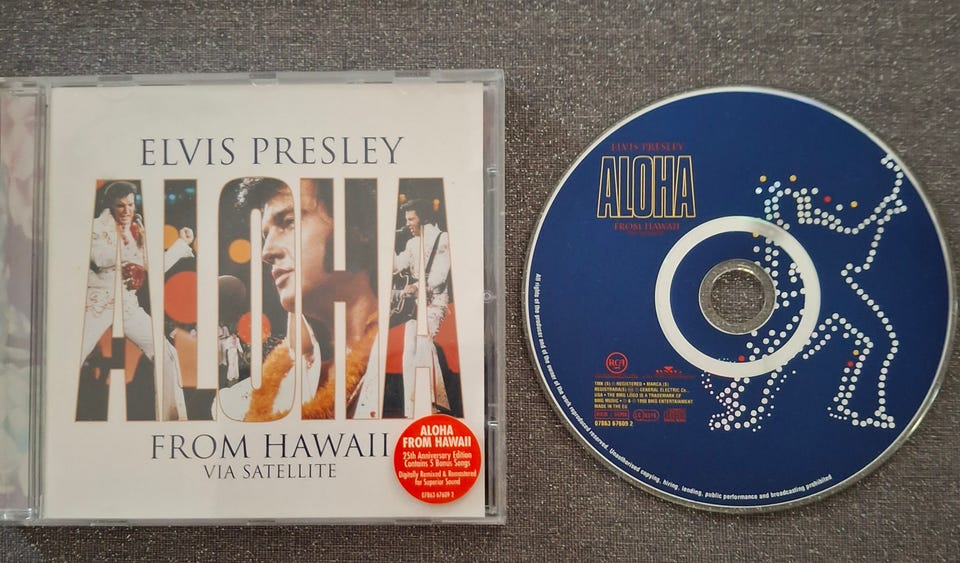 ELVIS PRESLEY
ALOHA
FROM HAWAII
VIA SATELLITE
ALOHA
FROM HAWAII
25th Anniversary Edition
Contains 5 Bonus Songs
Digitally Remixed & Remastered
for Superior Sound
07863 67609 2
ELVIS PRESLEY
ALOHA
FROM HAWAII
RCA
BMG
TMK (S) ® REGISTERED • MARCA (S)
REGISTRADA(S) ® GENERAL ELECTRIC Co.,
USA • THE BMG LOGO IS A TRADEMARK OF
BMG MUSIC • ℗ & © 1998 BMG ENTERTAINMENT
MADE IN THE EU
07863 67609 2
All rights of the producer and of the owner of the work reproduced reserved. Unauthorised copying, hiring, lending, public performance and broadcasting prohibited